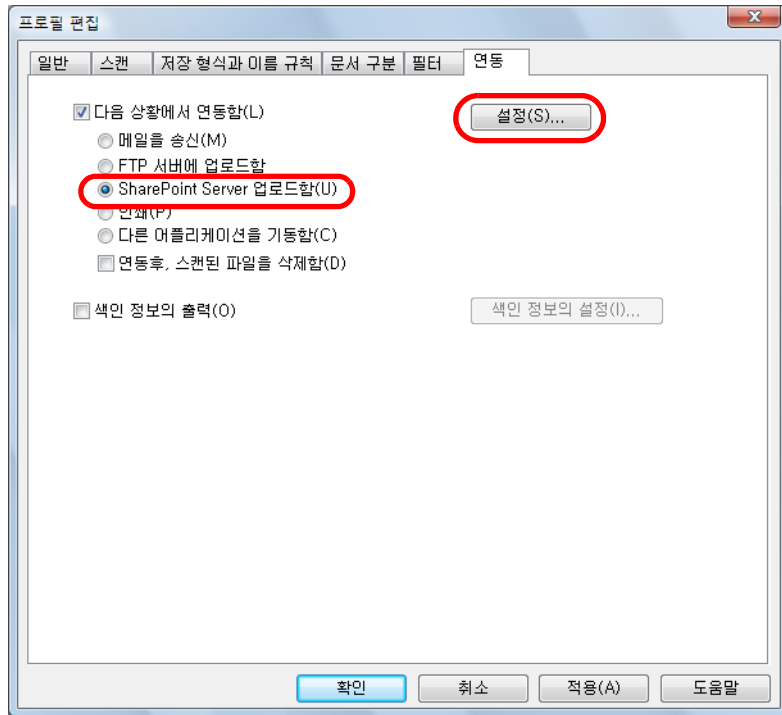 프로필 편집
일반 스캔 저장 형식과 이름 규칙 문서 구분 필터 연동
다음 상황에서 연동함(L) 설정(S)...
메일을 송신(M)
FTP 서버에 업로드함
SharePoint Server 업로드함(U)
인쇄(P)
다른 어플리케이션을 기동함(C)
연동후, 스캔된 파일을 삭제함(D)
색인 정보의 출력(O) 색인 정보의 설정(I)...
확인 취소 적용(A) 도움말